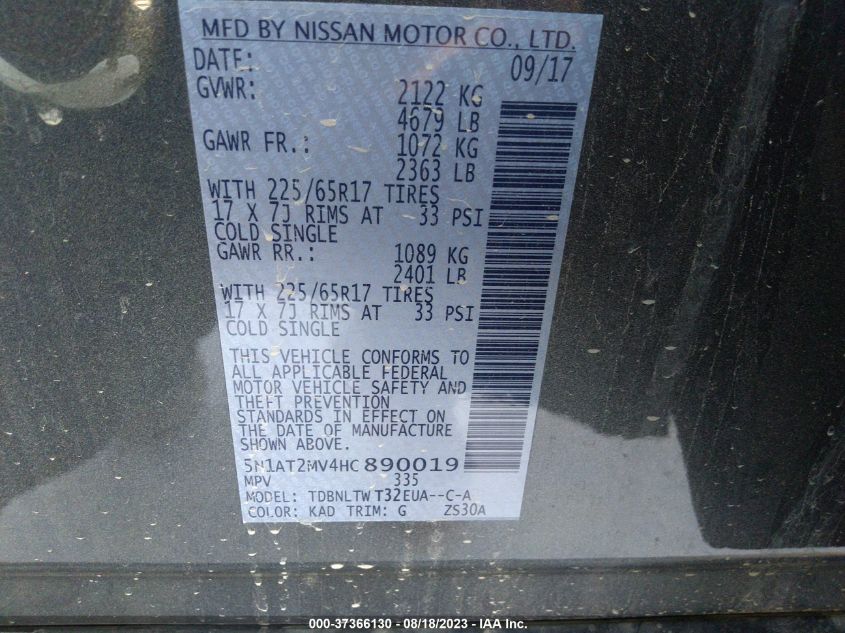 MFD BY NISSAN MOTOR CO., LTD.
DATE: 09/17
GVWR: 2122 KG
4679 LB
GAWR FR.: 1072 KG
2363 LB
WITH 225/65R17 TIRES
17 X 7J RIMS AT 33 PSI
COLD SINGLE
GAWR RR.: 1089 KG
2401 LB
WITH 225/65R17 TIRES
17 X 7J RIMS AT 33 PSI
COLD SINGLE
THIS VEHICLE CONFORMS TO
ALL APPLICABLE FEDERAL
MOTOR VEHICLE SAFETY AND
THEFT PREVENTION
STANDARDS IN EFFECT ON
THE DATE OF MANUFACTURE
SHOWN ABOVE.
5N1AT2MV4HC890019
MPV 335
MODEL: TDBNLTW T32EUA--C-A
COLOR: KAD TRIM: G ZS30A
000-37366130 - 08/18/2023 - © IAA Inc.